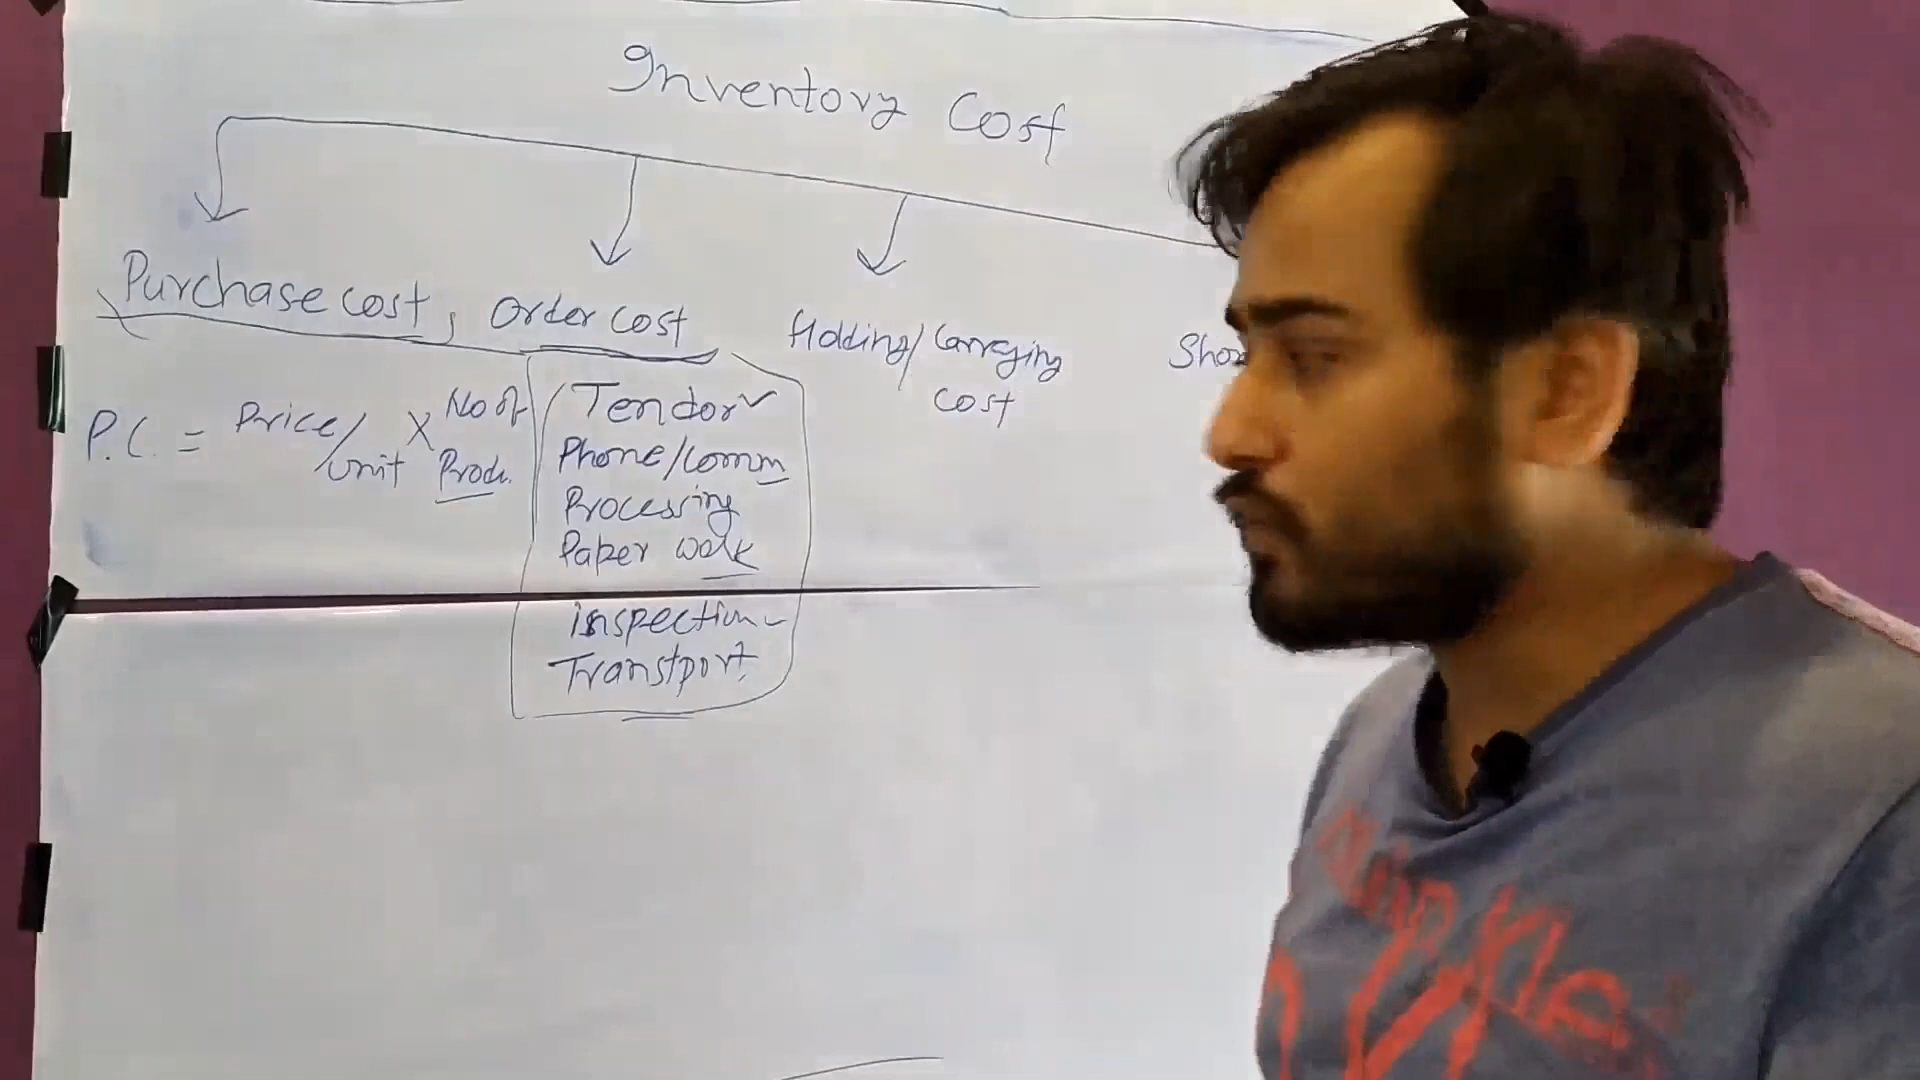 Inventory Cost
Purchase cost, Order cost
Holding/Carrying
Cost
P.C. = Price/Unit X No of Prod.
Tendor
Phone/Comm
Processing
Paper work
inspection
Transtport